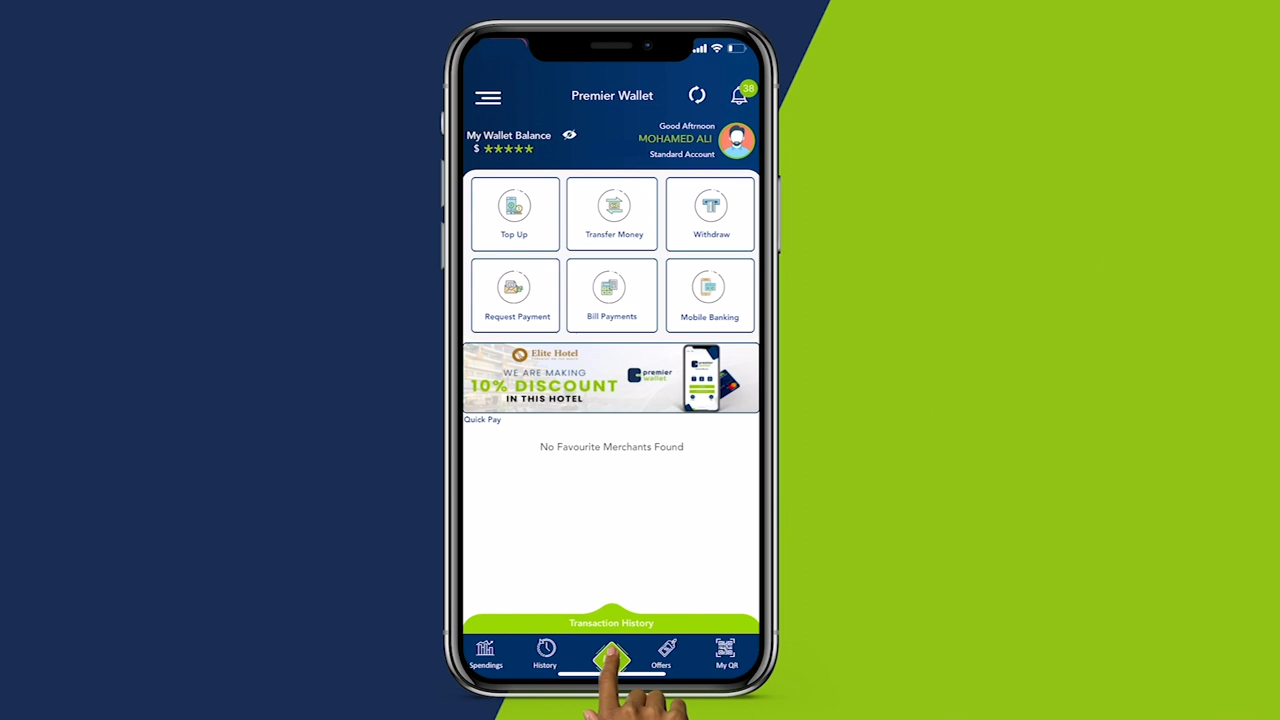 Premier Wallet
38
My Wallet Balance
$ *****
Good Aftrnoon
MOHAMED ALI
Standard Account
Top Up
Transfer Money
Withdraw
Request Payment
Bill Payments
Mobile Banking
Elite Hotel
WE ARE MAKING
10% DISCOUNT
IN THIS HOTEL
premier
wallet
Quick Pay
No Favourite Merchants Found
Transaction History
Spendings
History
Offers
My QR